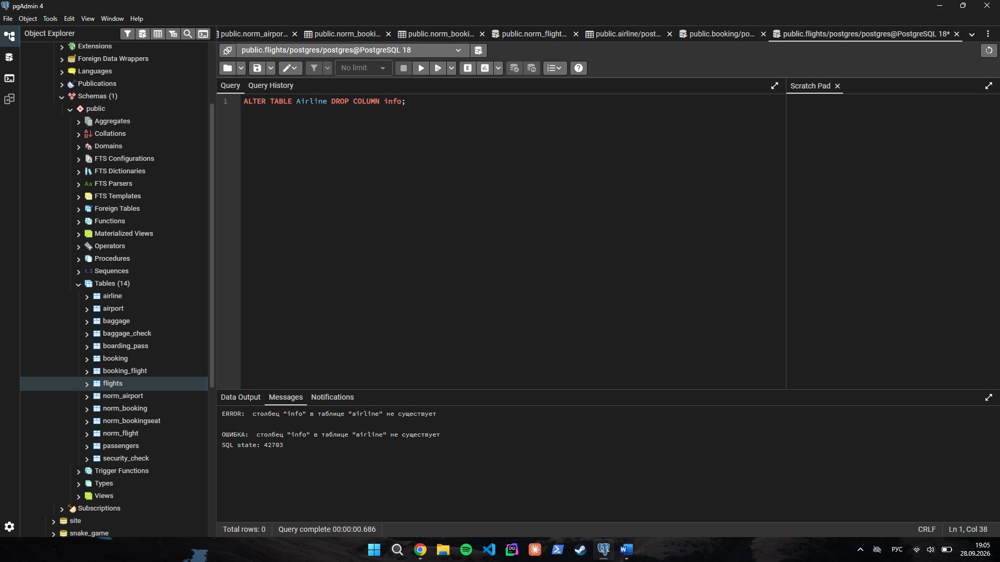 pgAdmin 4
File Object Tools Edit View Window Help
Object Explorer
public.norm_airpor...
public.norm_booki...
public.norm_booki...
public.norm_flight...
public.airline/post...
public.booking/po...
public.flights/postgres/postgres@PostgreSQL 18*
public.flights/postgres/postgres@PostgreSQL 18
No limit
E
Query
Query History
Scratch Pad
1 ALTER TABLE Airline DROP COLUMN info;
Extensions
Foreign Data Wrappers
Languages
Publications
Schemas (1)
public
Aggregates
Collations
Domains
FTS Configurations
FTS Dictionaries
Aa FTS Parsers
FTS Templates
Foreign Tables
Functions
Materialized Views
Operators
Procedures
1..3 Sequences
Tables (14)
airline
airport
baggage
baggage_check
boarding_pass
booking
booking_flight
flights
norm_airport
norm_booking
norm_bookingseat
norm_flight
passengers
security_check
Trigger Functions
Types
Views
Subscriptions
site
snake_game
Data Output Messages Notifications
ERROR:  столбец "info" в таблице "airline" не существует
ОШИБКА:  столбец "info" в таблице "airline" не существует
SQL state: 42703
Total rows: 0
Query complete 00:00:00.686
CRLF
Ln 1, Col 38
DG
W
РУС
19:05
28.09.2026